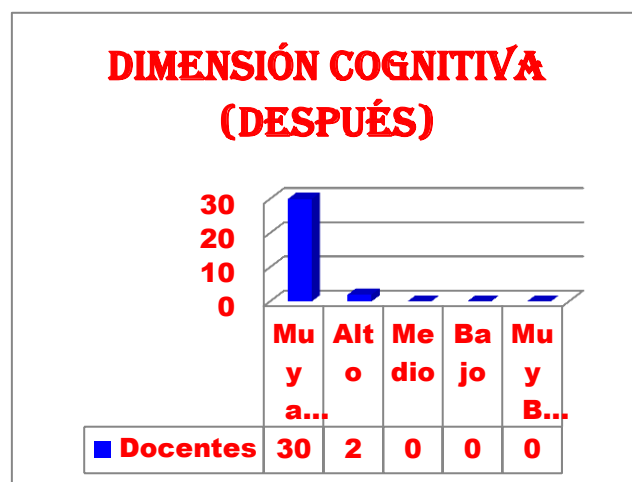 DIMENSIÓN COGNITIVA
(DESPUÉS)
30
20
10
0
Mu Alt Me Ba Mu
y o dio jo y
a... B...
Docentes 30 2 0 0 0